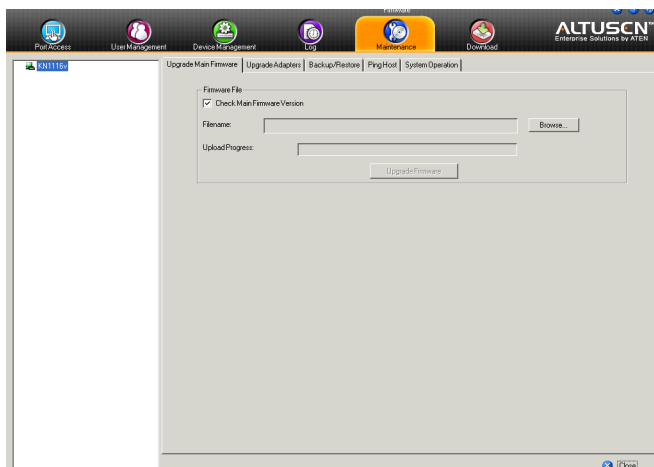 Firmware
Port Access
User Management
Device Management
Log
Maintenance
Download
ALTUSCN™
Enterprise Solutions by ATEN
KN1116v
Upgrade Main Firmware
Upgrade Adapters
Backup/Restore
Ping Host
System Operation
Firmware File
Check Main Firmware Version
Filename:
Browse...
Upload Progress:
Upgrade Firmware
Close